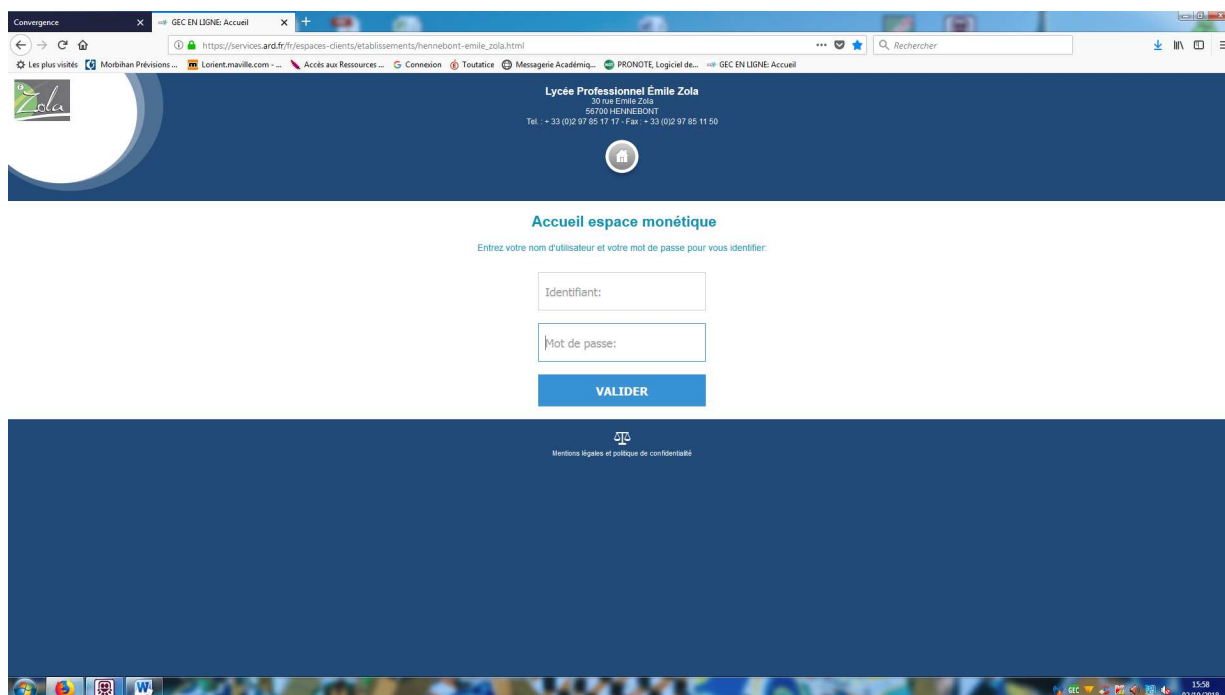 Convergence
GEC EN LIGNE: Accueil
https://services.ard.fr/fr/espaces-clients/etablissements/hennebont-emile_zola.html
Rechercher
Les plus visités
Morbihan Prévisions ...
Lorient.maville.com - ...
Accès aux Ressources ...
Connexion
Toutatice
Messagerie Académiq...
PRONOTE, Logiciel de...
GEC EN LIGNE: Accueil
Zola
Lycée Professionnel Émile Zola
30 rue Emile Zola
56700 HENNEBONT
Tel. : + 33 (0)2 97 85 17 17 - Fax : + 33 (0)2 97 85 11 50
Accueil espace monétique
Entrez votre nom d'utilisateur et votre mot de passe pour vous identifier:
Identifiant:
Mot de passe:
VALIDER
Mentions légales et politique de confidentialité
GEC
15:58